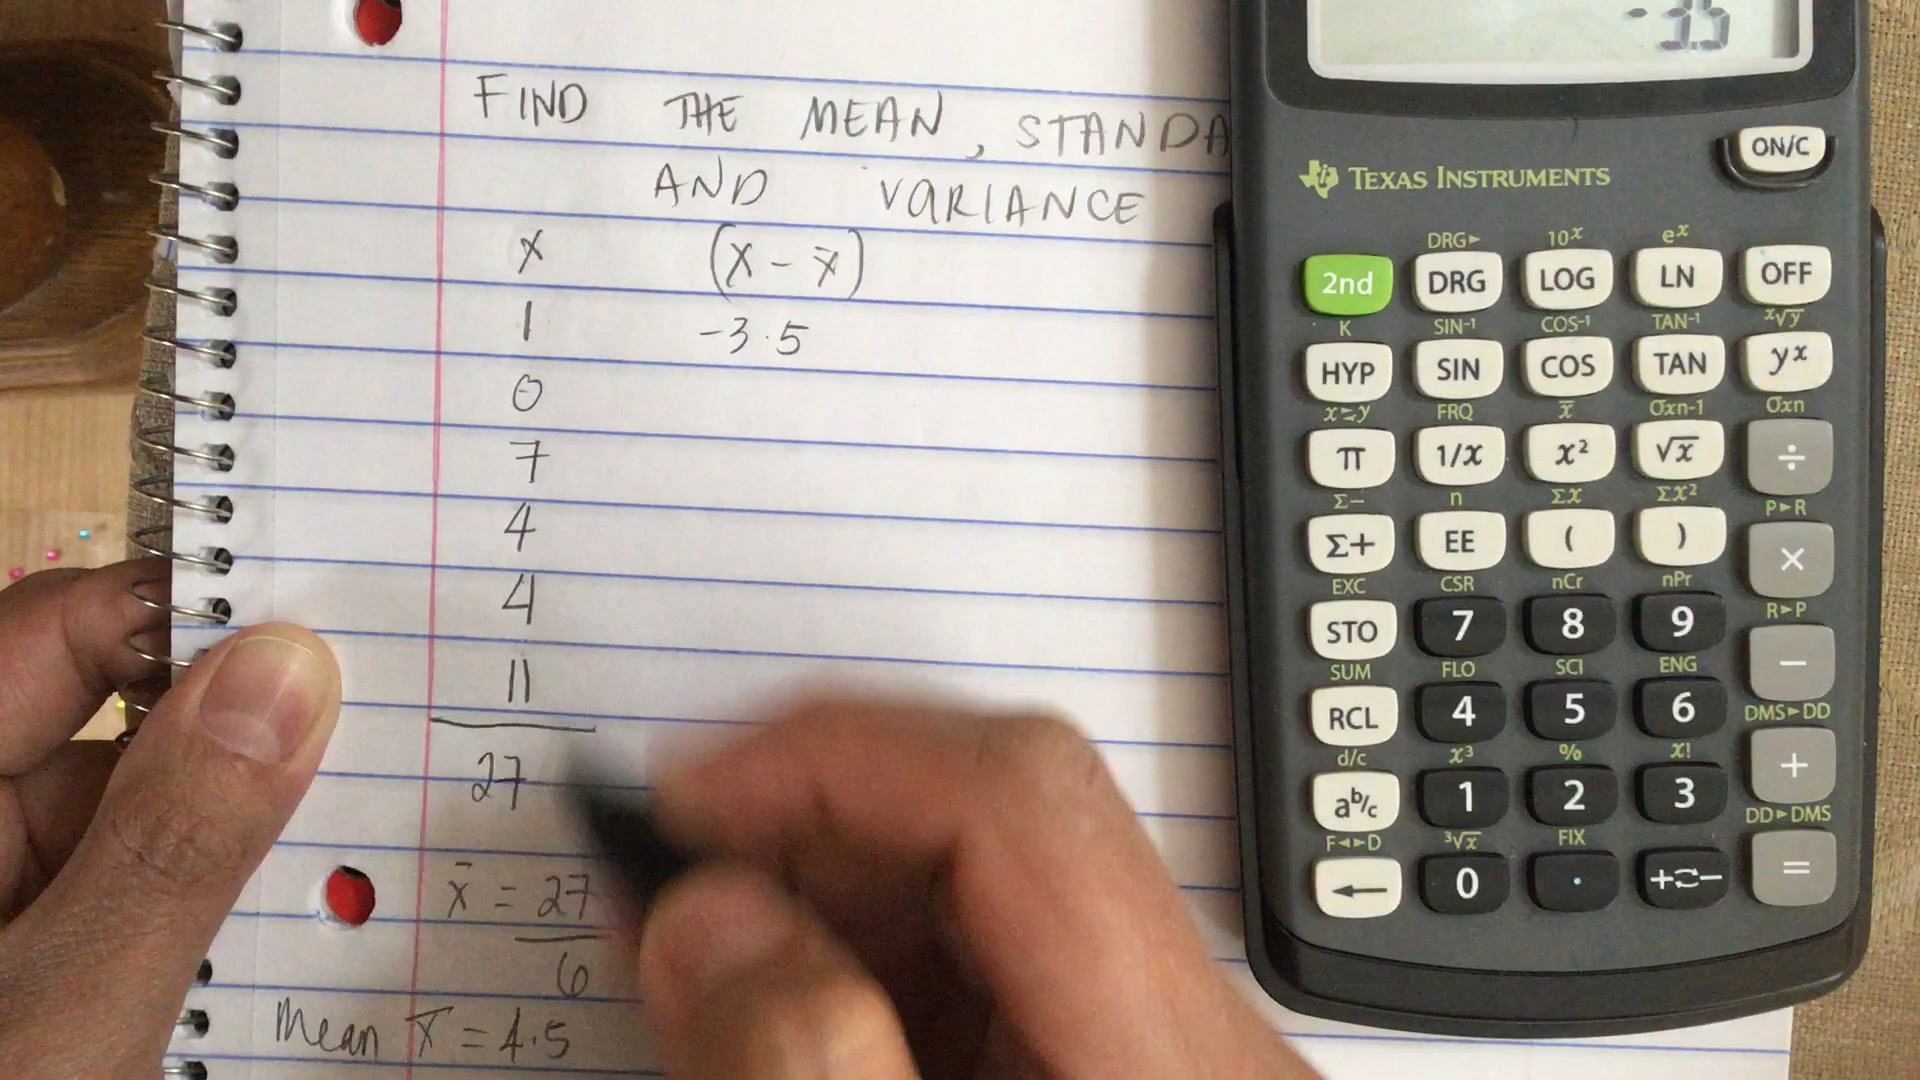 FIND THE MEAN, STANDA
AND VARIANCE
x (x - x̄)
1 -3.5
0
7
4
4
11
27
x̄ = 27
6
Mean x̄ = 4.5
-3.5
ON/C
TEXAS INSTRUMENTS
DRG► 10ˣ eˣ
2nd DRG LOG LN OFF
K SIN⁻¹ COS⁻¹ TAN⁻¹ ˣ√y
HYP SIN COS TAN yˣ
x≷y FRQ x̄ σxn-1 σxn
π 1/x x² √x ÷
Σ- n Σx Σx² P►R
Σ+ EE ( ) ×
EXC CSR nCr nPr R►P
STO 7 8 9 −
SUM FLO SCI ENG DMS►DD
RCL 4 5 6 +
d/c x³ % x! DD►DMS
aᵇ/c 1 2 3 =
F◄►D ³√x FIX
← 0 . +⇄−